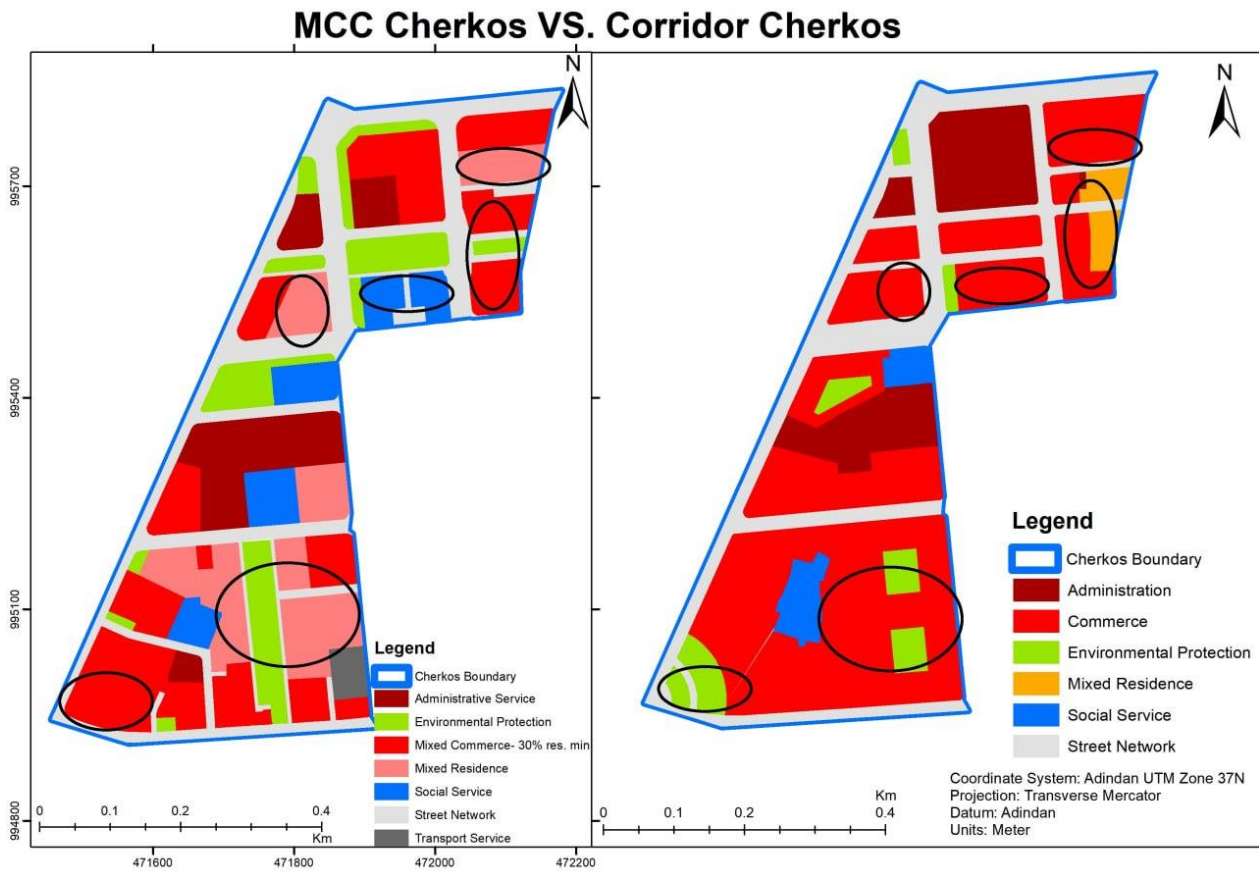 MCC Cherkos VS. Corridor Cherkos
N
N
995700
995400
995100
994800
Legend
Cherkos Boundary
Administrative Service
Environmental Protection
Mixed Commerce- 30% res. min
Mixed Residence
Social Service
Street Network
Transport Service
0 0.1 0.2 0.4
Km
471600 471800 472000 472200
Legend
Cherkos Boundary
Administration
Commerce
Environmental Protection
Mixed Residence
Social Service
Street Network
Km
0 0.1 0.2 0.4
Coordinate System: Adindan UTM Zone 37N
Projection: Transverse Mercator
Datum: Adindan
Units: Meter